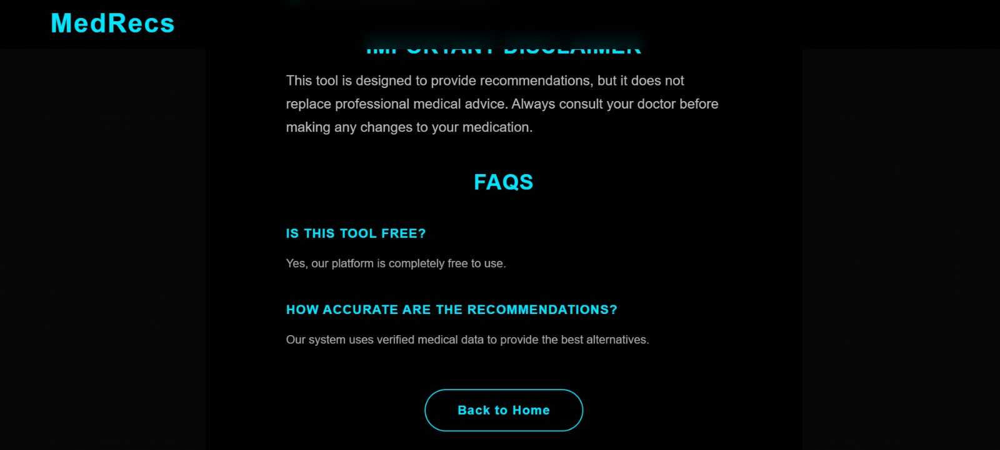 MedRecs
IMPORTANT DISCLAIMER
This tool is designed to provide recommendations, but it does not
replace professional medical advice. Always consult your doctor before
making any changes to your medication.
FAQS
IS THIS TOOL FREE?
Yes, our platform is completely free to use.
HOW ACCURATE ARE THE RECOMMENDATIONS?
Our system uses verified medical data to provide the best alternatives.
Back to Home